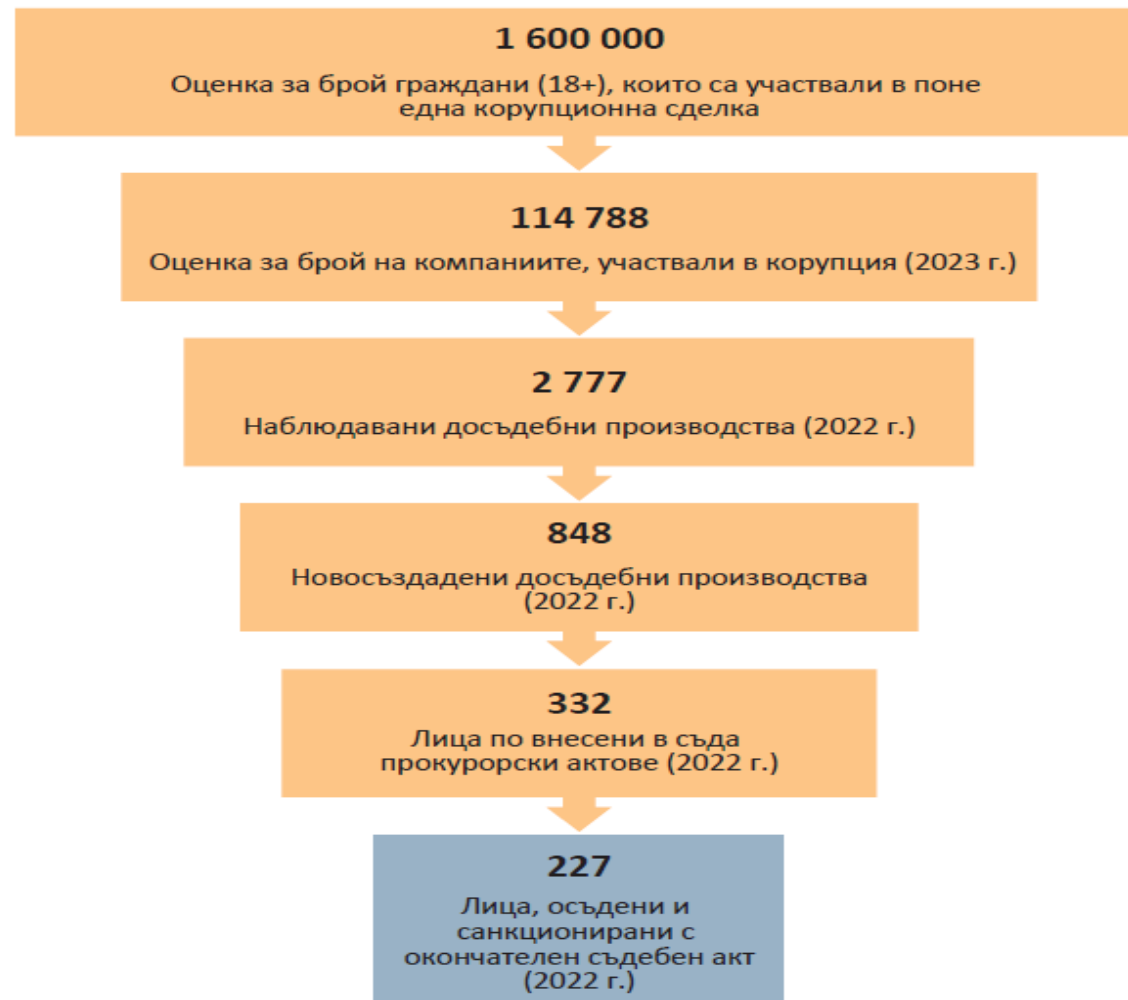 1 600 000
Оценка за брой граждани (18+), които са участвали в поне
една корупционна сделка
114 788
Оценка за брой на компаниите, участвали в корупция (2023 г.)
2 777
Наблюдавани досъдебни производства (2022 г.)
848
Новосъздадени досъдебни производства
(2022 г.)
332
Лица по внесени в съда
прокурорски актове (2022 г.)
227
Лица, осъдени и
санкционирани с
окончателен съдебен акт
(2022 г.)